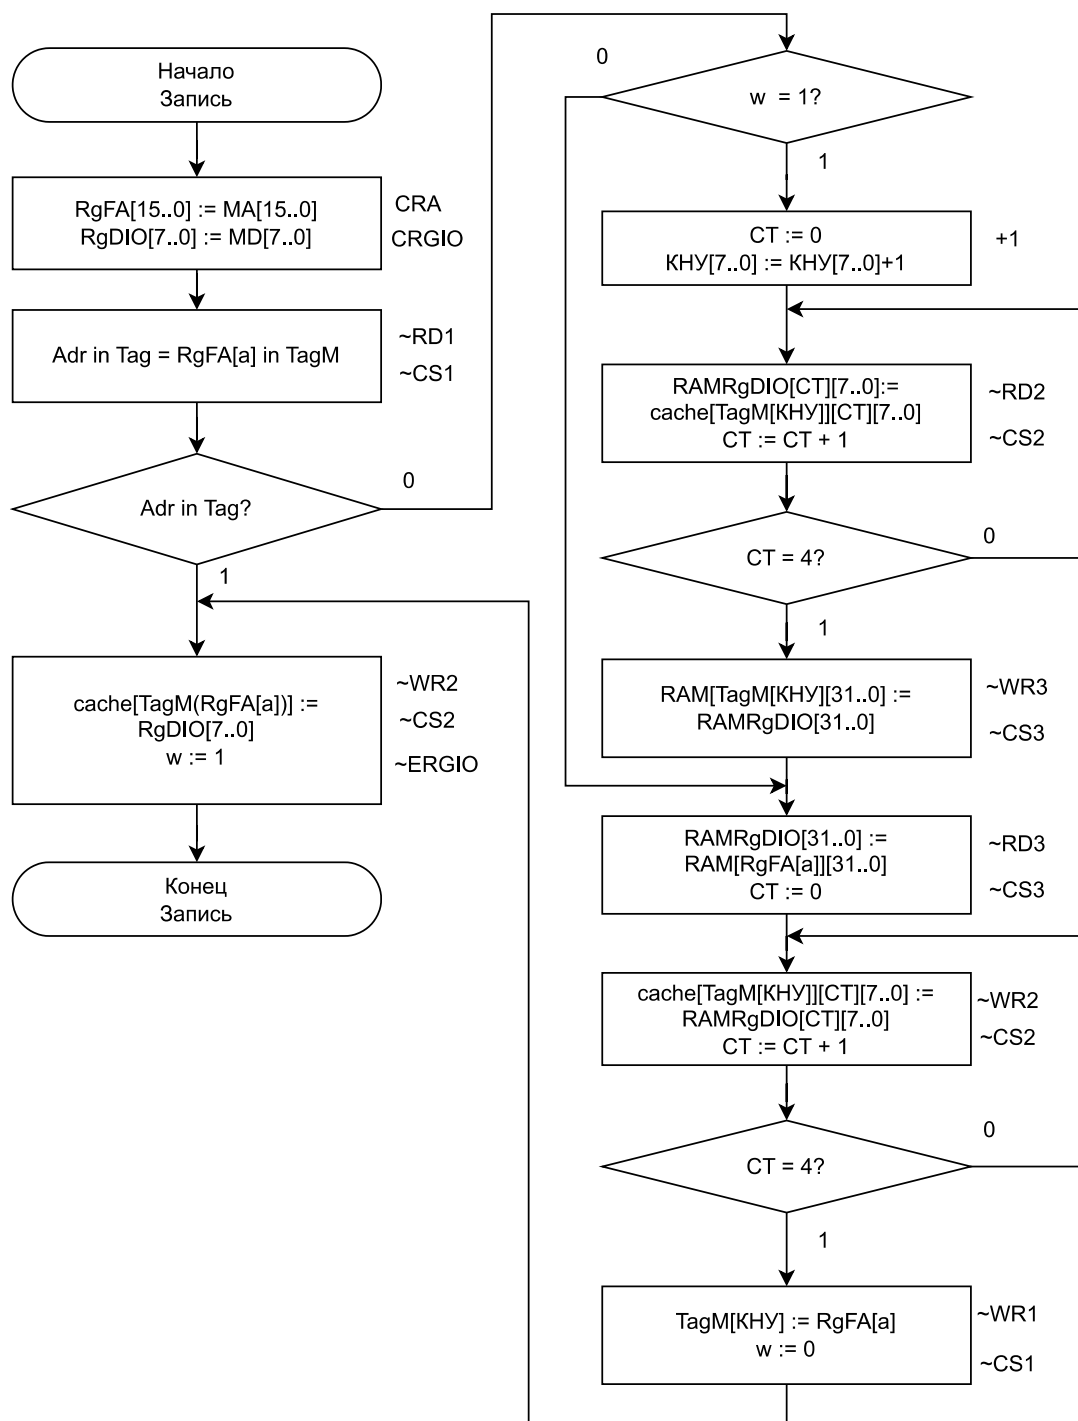 Начало
Запись
RgFA[15..0] := MA[15..0]
RgDIO[7..0] := MD[7..0]
CRA
CRGIO
Adr in Tag = RgFA[a] in TagM
~RD1
~CS1
Adr in Tag?
0
1
cache[TagM(RgFA[a])] :=
RgDIO[7..0]
w := 1
~WR2
~CS2
~ERGIO
Конец
Запись
0
w = 1?
1
CT := 0
КНУ[7..0] := КНУ[7..0]+1
+1
RAMRgDIO[CT][7..0]:=
cache[TagM[КНУ]][CT][7..0]
CT := CT + 1
~RD2
~CS2
CT = 4?
0
1
RAM[TagM[КНУ][31..0] :=
RAMRgDIO[31..0]
~WR3
~CS3
RAMRgDIO[31..0] :=
RAM[RgFA[a]][31..0]
CT := 0
~RD3
~CS3
cache[TagM[КНУ]][CT][7..0] :=
RAMRgDIO[CT][7..0]
CT := CT + 1
~WR2
~CS2
CT = 4?
0
1
TagM[КНУ] := RgFA[a]
w := 0
~WR1
~CS1